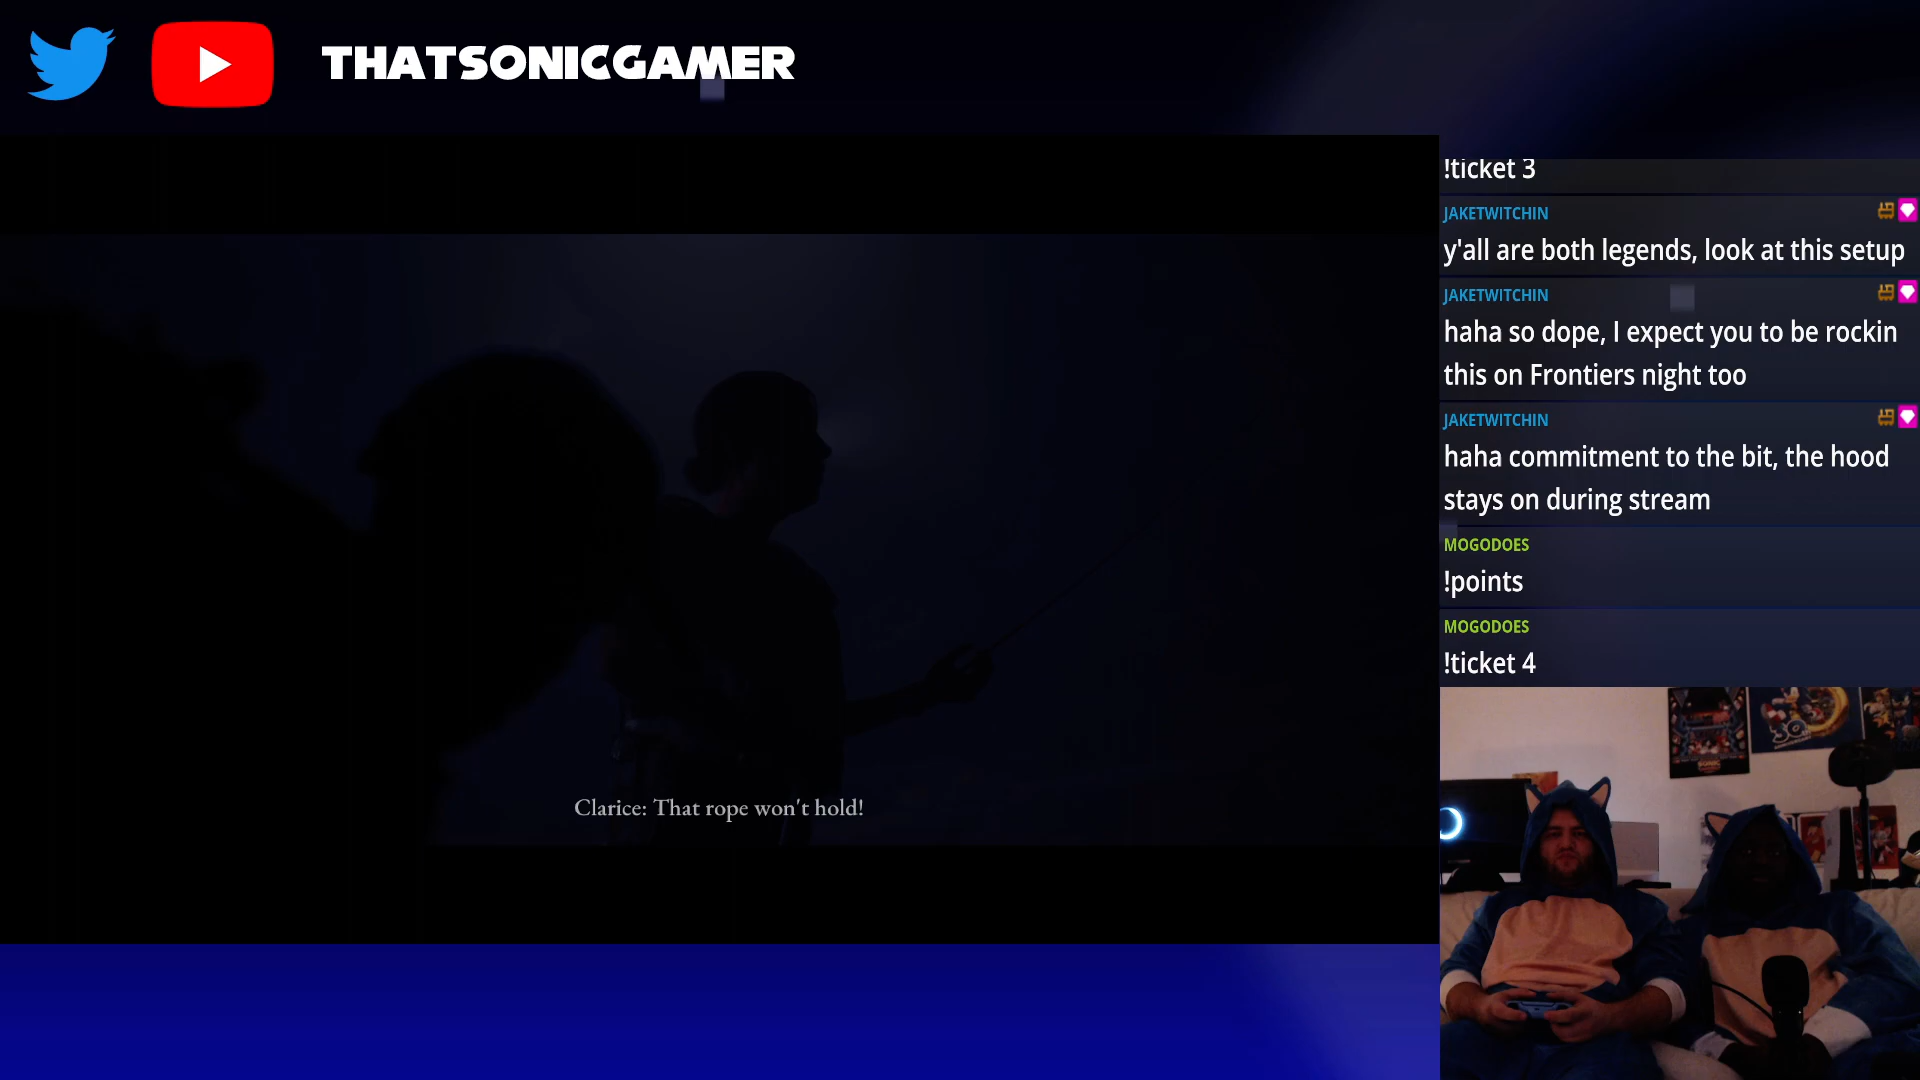 THATSONICGAMER
!ticket 3
JAKETWITCHIN
y'all are both legends, look at this setup
JAKETWITCHIN
haha so dope, I expect you to be rockin
this on Frontiers night too
JAKETWITCHIN
haha commitment to the bit, the hood
stays on during stream
MOGODOES
!points
MOGODOES
!ticket 4
Clarice: That rope won't hold!